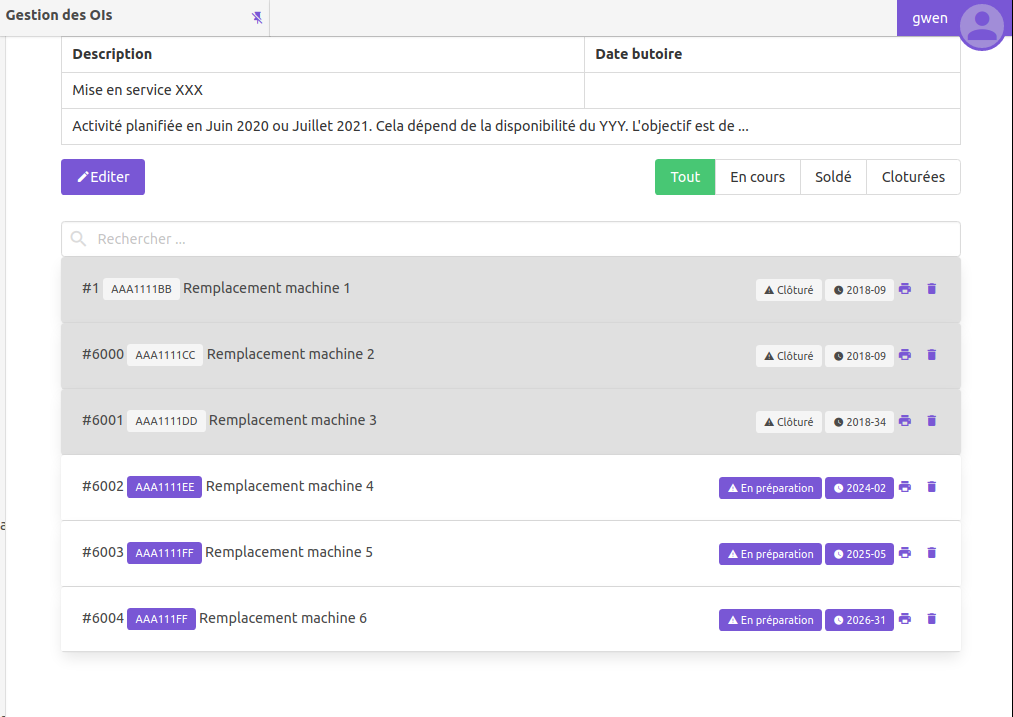 Gestion des OIs
gwen
Description Date butoire
Mise en service XXX
Activité planifiée en Juin 2020 ou Juillet 2021. Cela dépend de la disponibilité du YYY. L'objectif est de ...
Editer Tout En cours Soldé Cloturées
Rechercher ...
#1 AAA1111BB Remplacement machine 1 Clôturé 2018-09
#6000 AAA1111CC Remplacement machine 2 Clôturé 2018-09
#6001 AAA1111DD Remplacement machine 3 Clôturé 2018-34
#6002 AAA1111EE Remplacement machine 4 En préparation 2024-02
#6003 AAA1111FF Remplacement machine 5 En préparation 2025-05
#6004 AAA111FF Remplacement machine 6 En préparation 2026-31